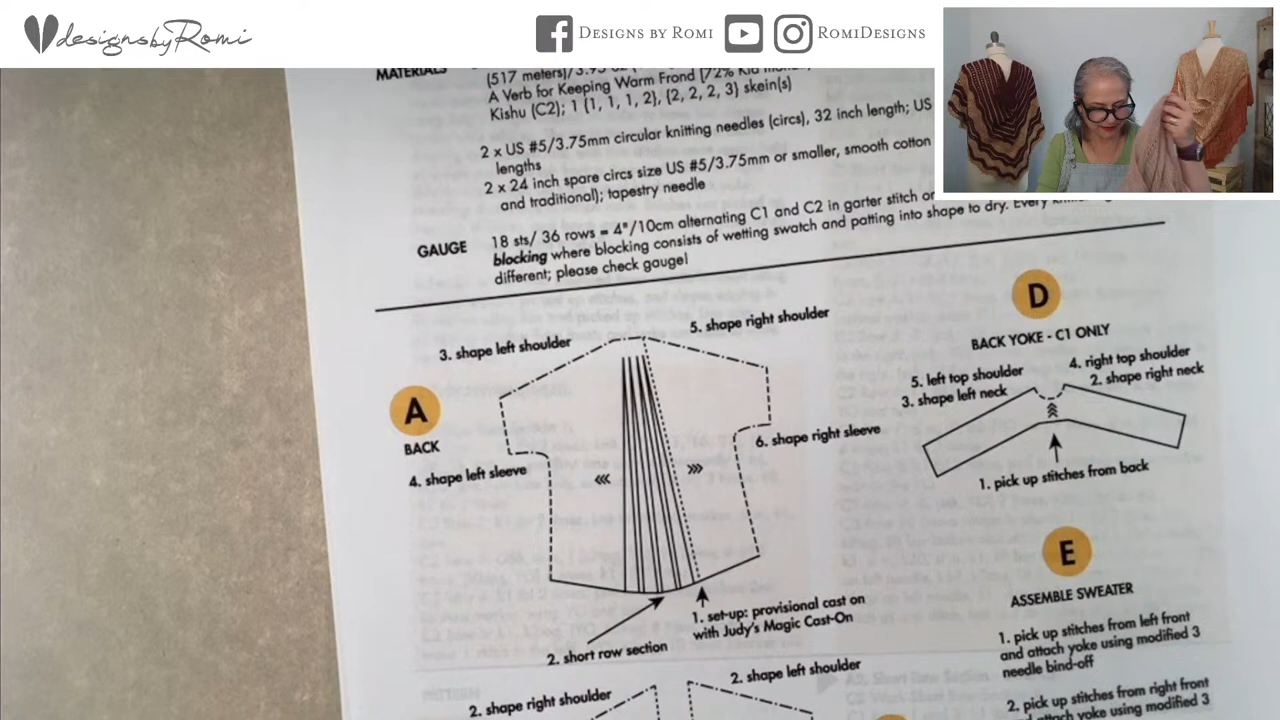 designsbyRomi
DESIGNS BY ROMI
ROMIDESIGNS
MATERIALS
(517 meters)/3.95
A Verb for Keeping Warm Frond (72% Kid
Kishu (C2); 1 {1, 1, 1, 2}, {2, 2, 2, 3} skein(s)
2 x US #5/3.75mm circular knitting needles (circs), 32 inch length; US
lengths
2 x 24 inch spare circs size US #5/3.75mm or smaller, smooth cotton
and traditional); tapestry needle
GAUGE
18 sts/ 36 rows = 4"/10cm alternating C1 and C2 in garter stitch
blocking where blocking consists of wetting swatch and patting into shape to dry. Every
different; please check gauge!
A
BACK
3. shape left shoulder
5. shape right shoulder
4. shape left sleeve
6. shape right sleeve
<<<
>>>
1. set-up: provisional cast on
with Judy's Magic Cast-On
2. short row section
D
BACK YOKE - C1 ONLY
5. left top shoulder
3. shape left neck
4. right top shoulder
2. shape right neck
1. pick up stitches from back
E
ASSEMBLE SWEATER
1. pick up stitches from left front
and attach yoke using modified 3
needle bind-off
2. pick up stitches from right front
and attach yoke using modified 3
2. shape right shoulder
2. shape left shoulder